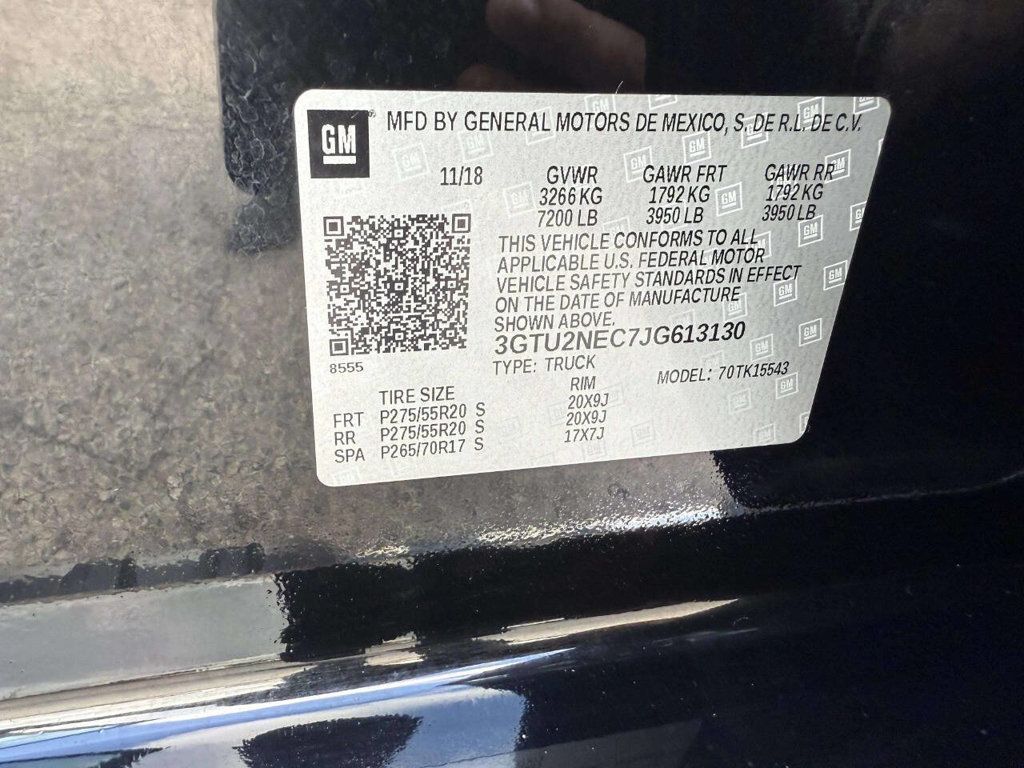 GM MFD BY GENERAL MOTORS DE MEXICO, S. DE R.L. DE C.V.
11/18 GVWR GAWR FRT GAWR RR
3266 KG 1792 KG 1792 KG
7200 LB 3950 LB 3950 LB
THIS VEHICLE CONFORMS TO ALL
APPLICABLE U.S. FEDERAL MOTOR
VEHICLE SAFETY STANDARDS IN EFFECT
ON THE DATE OF MANUFACTURE
SHOWN ABOVE.
3GTU2NEC7JG613130
8555
TYPE: TRUCK MODEL: 70TK15543
TIRE SIZE RIM
FRT P275/55R20 S 20X9J
RR P275/55R20 S 20X9J
SPA P265/70R17 S 17X7J